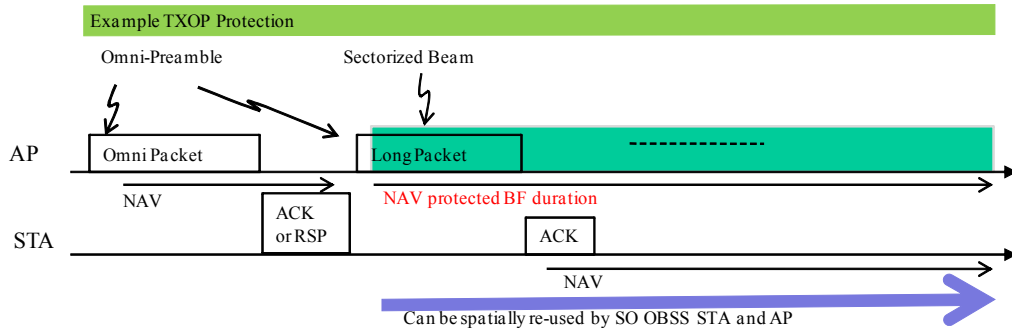 Example TXOP Protection
Omni-Preamble
Sectorized Beam
AP
Omni Packet
Long Packet
NAV
NAV protected BF duration
STA
ACK
or RSP
ACK
NAV
Can be spatially re-used by SO OBSS STA and AP